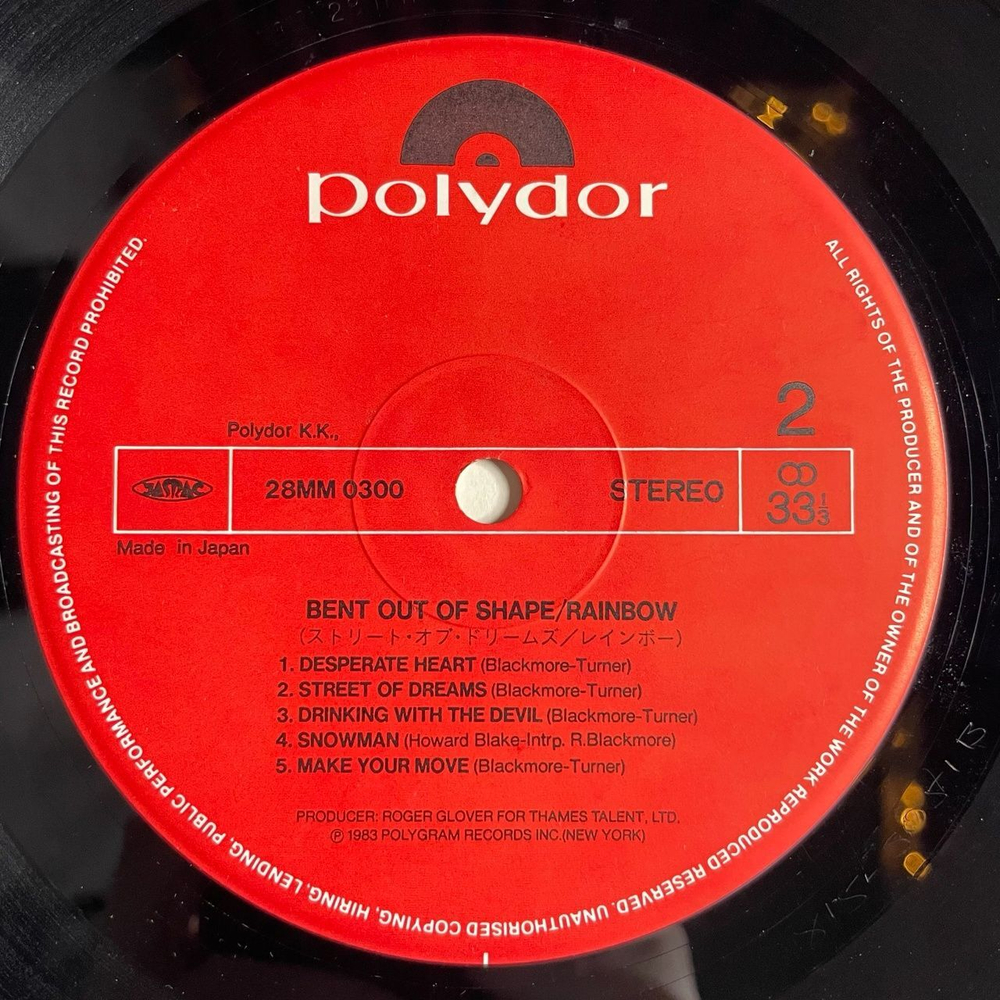 polydor
ALL RIGHTS OF THE PRODUCER AND OF THE OWNER OF THE WORK REPRODUCED RESERVED. UNAUTHORISED COPYING, HIRING, LENDING, PUBLIC PERFORMANCE AND BROADCASTING OF THIS RECORD PROHIBITED.
2
Polydor K.K.,
JASRAC
28MM 0300
STEREO
33 1/3
Made in Japan
BENT OUT OF SHAPE/RAINBOW
(ストリート・オブ・ドリームズ/レインボー)
1. DESPERATE HEART (Blackmore-Turner)
2. STREET OF DREAMS (Blackmore-Turner)
3. DRINKING WITH THE DEVIL (Blackmore-Turner)
4. SNOWMAN (Howard Blake-Intrp. R.Blackmore)
5. MAKE YOUR MOVE (Blackmore-Turner)
PRODUCER: ROGER GLOVER FOR THAMES TALENT, LTD.
Ⓟ 1983 POLYGRAM RECORDS INC.(NEW YORK)